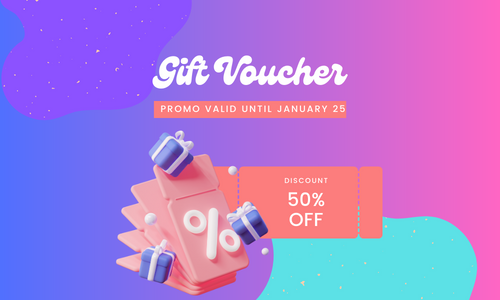 Gift Voucher
PROMO VALID UNTIL JANUARY 25
DISCOUNT
50%
OFF
%